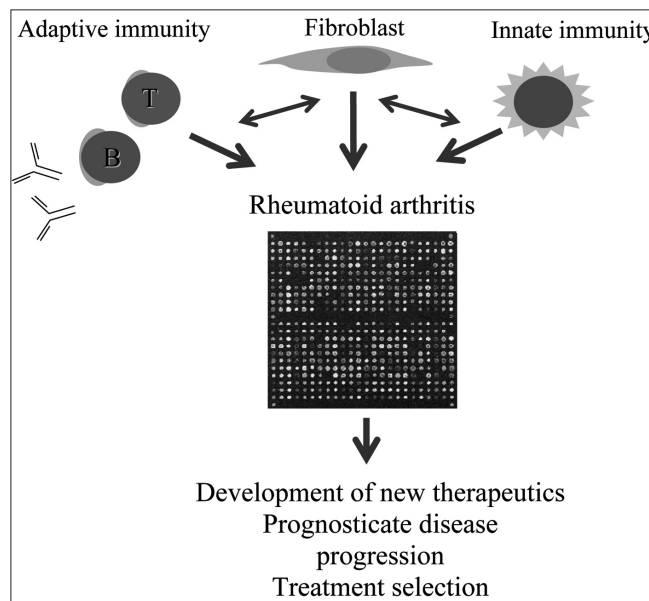 Adaptive immunity
Fibroblast
Innate immunity
T
B
Rheumatoid arthritis
Development of new therapeutics
Prognosticate disease
progression
Treatment selection